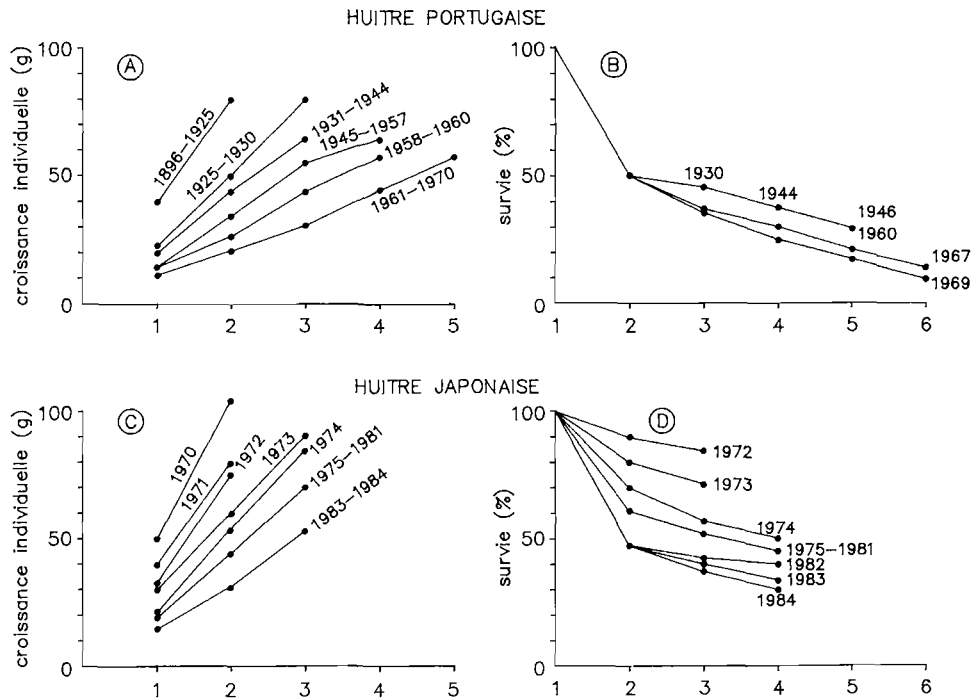 HUITRE PORTUGAISE
A
croissance individuelle (g)
100
50
0
1896–1925
1925–1930
1931–1944
1945–1957
1958–1960
1961–1970
1 2 3 4 5
B
survie (%)
100
50
0
1930
1944
1946
1960
1967
1969
1 2 3 4 5 6
HUITRE JAPONAISE
C
croissance individuelle (g)
100
50
0
1970
1971
1972
1973
1974
1975–1981
1983–1984
1 2 3 4 5
D
survie (%)
100
50
0
1972
1973
1974
1975–1981
1982
1983
1984
1 2 3 4 5 6